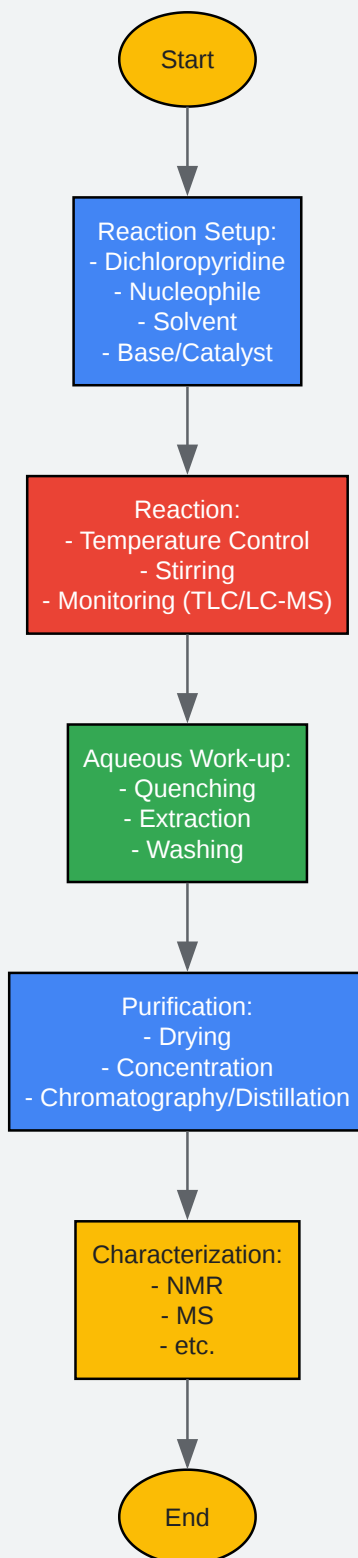 Start
Reaction Setup:
- Dichloropyridine
- Nucleophile
- Solvent
- Base/Catalyst
Reaction:
- Temperature Control
- Stirring
- Monitoring (TLC/LC-MS)
Aqueous Work-up:
- Quenching
- Extraction
- Washing
Purification:
- Drying
- Concentration
- Chromatography/Distillation
Characterization:
- NMR
- MS
- etc.
End